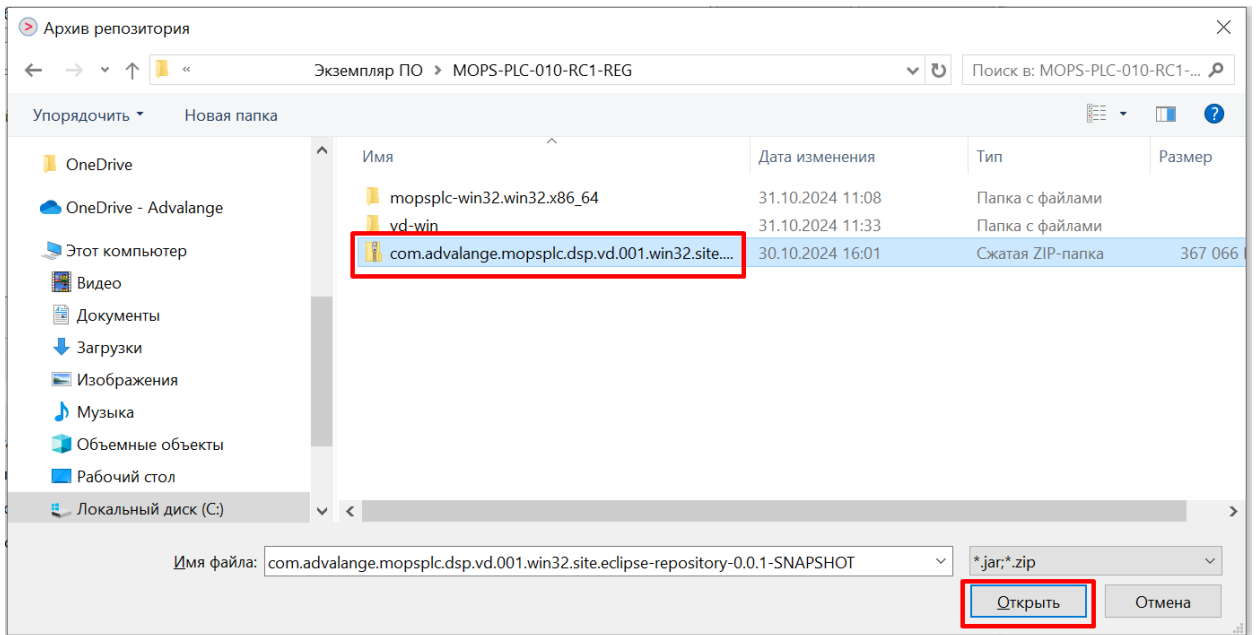 Архив репозитория
« Экземпляр ПО > MOPS-PLC-010-RC1-REG
Поиск в: MOPS-PLC-010-RC1-...
Упорядочить Новая папка
?
OneDrive
OneDrive - Advalange
Этот компьютер
Видео
Документы
Загрузки
Изображения
Музыка
Объемные объекты
Рабочий стол
Локальный диск (C:)
Имя Дата изменения Тип Размер
mopsplc-win32.win32.x86_64 31.10.2024 11:08 Папка с файлами
vd-win 31.10.2024 11:33 Папка с файлами
com.advalange.mopsplc.dsp.vd.001.win32.site.... 30.10.2024 16:01 Сжатая ZIP-папка 367 066
Имя файла: com.advalange.mopsplc.dsp.vd.001.win32.site.eclipse-repository-0.0.1-SNAPSHOT *.jar;*.zip
Открыть Отмена